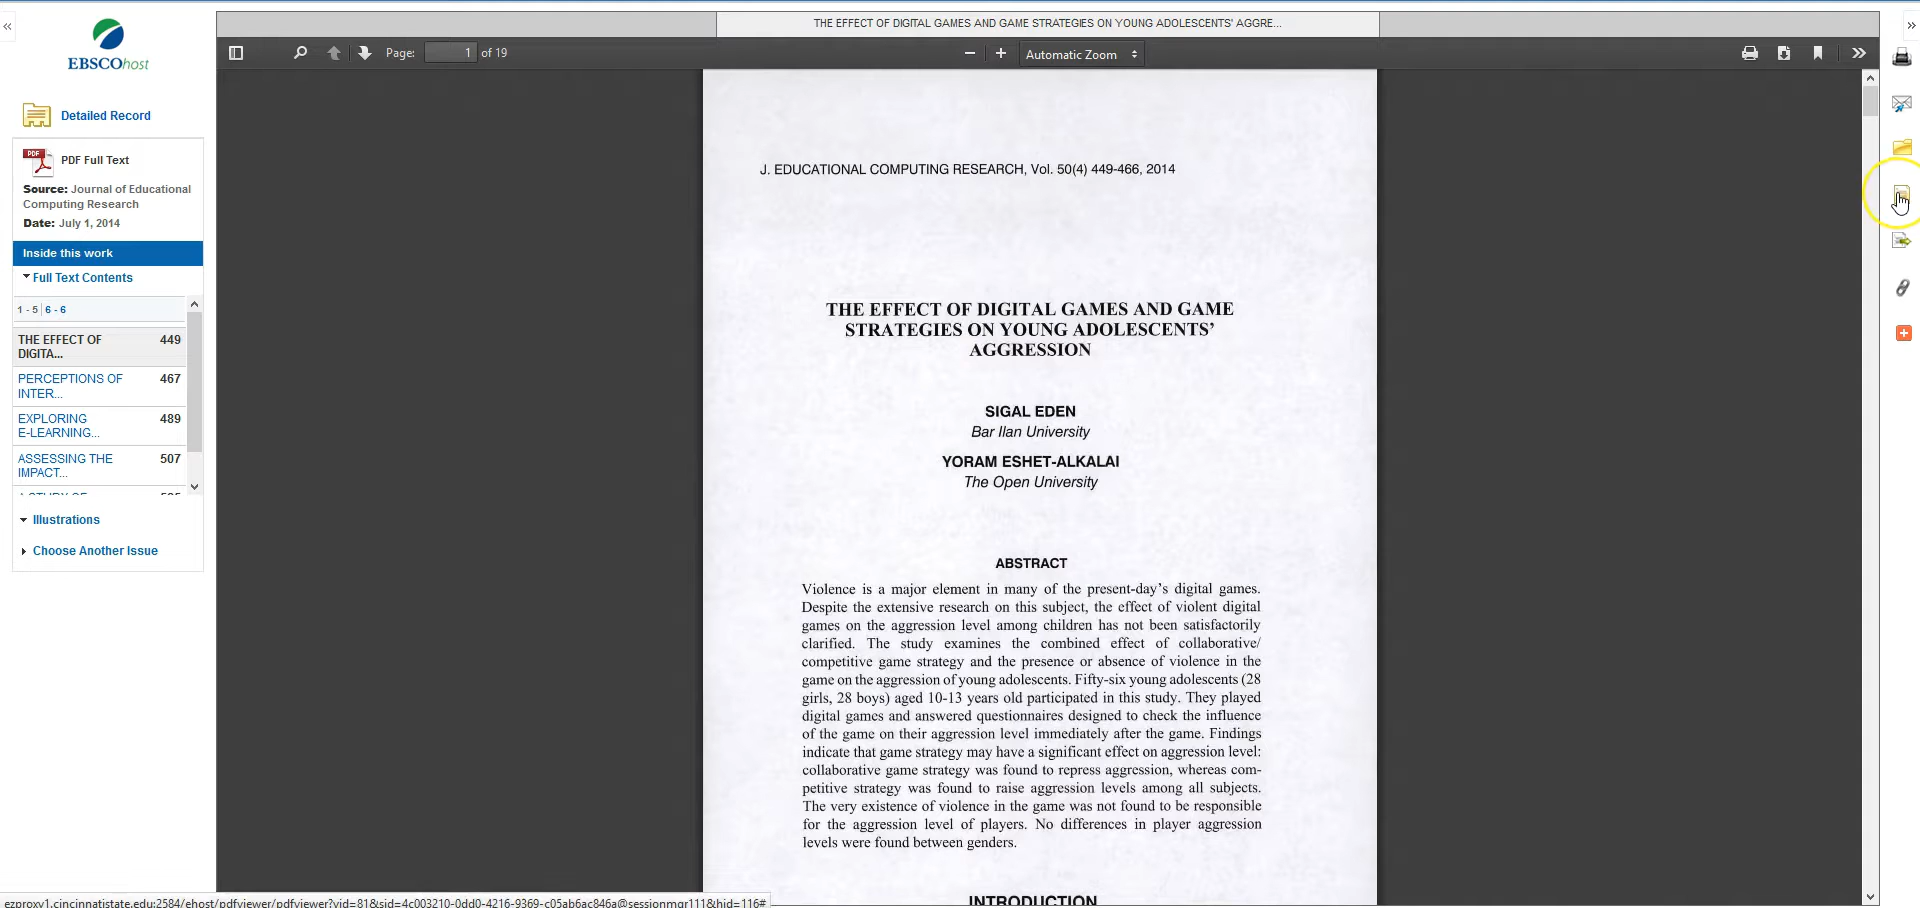 THE EFFECT OF DIGITAL GAMES AND GAME STRATEGIES ON YOUNG ADOLESCENTS' AGGRE...
Page: 1 of 19
Automatic Zoom
EBSCOhost
Detailed Record
PDF
PDF Full Text
Source: Journal of Educational
Computing Research
Date: July 1, 2014
Inside this work
Full Text Contents
1 - 5 | 6 - 6
THE EFFECT OF 449
DIGITA...
PERCEPTIONS OF 467
INTER...
EXPLORING 489
E-LEARNING...
ASSESSING THE 507
IMPACT...
Illustrations
Choose Another Issue
J. EDUCATIONAL COMPUTING RESEARCH, Vol. 50(4) 449-466, 2014
THE EFFECT OF DIGITAL GAMES AND GAME
STRATEGIES ON YOUNG ADOLESCENTS’
AGGRESSION
SIGAL EDEN
Bar Ilan University
YORAM ESHET-ALKALAI
The Open University
ABSTRACT
Violence is a major element in many of the present-day’s digital games.
Despite the extensive research on this subject, the effect of violent digital
games on the aggression level among children has not been satisfactorily
clarified. The study examines the combined effect of collaborative/
competitive game strategy and the presence or absence of violence in the
game on the aggression of young adolescents. Fifty-six young adolescents (28
girls, 28 boys) aged 10-13 years old participated in this study. They played
digital games and answered questionnaires designed to check the influence
of the game on their aggression level immediately after the game. Findings
indicate that game strategy may have a significant effect on aggression level:
collaborative game strategy was found to repress aggression, whereas com-
petitive strategy was found to raise aggression levels among all subjects.
The very existence of violence in the game was not found to be responsible
for the aggression level of players. No differences in player aggression
levels were found between genders.
INTRODUCTION
ezproxy1.cincinnatistate.edu:2584/ehost/pdfviewer/pdfviewer?vid=81&sid=4c003210-0dd0-4216-9369-c05ab6ac846a@sessionmgr111&hid=116#